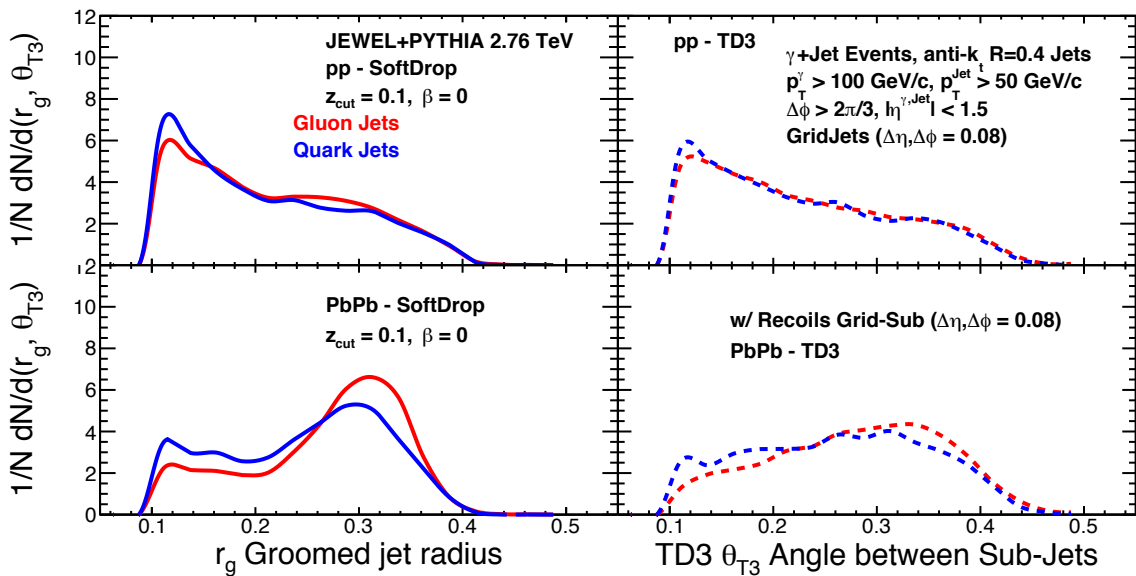 12
10
8
6
4
2
12
10
8
6
4
2
0
1/N dN/d(r_g, θ_T3)
1/N dN/d(r_g, θ_T3)
JEWEL+PYTHIA 2.76 TeV
pp - SoftDrop
z_cut = 0.1, β = 0
Gluon Jets
Quark Jets
pp - TD3
γ+Jet Events, anti-k_t R=0.4 Jets
p_T^γ > 100 GeV/c, p_T^Jet > 50 GeV/c
Δϕ > 2π/3, |η^γ,Jet| < 1.5
GridJets (Δη,Δϕ = 0.08)
PbPb - SoftDrop
z_cut = 0.1, β = 0
w/ Recoils Grid-Sub (Δη,Δϕ = 0.08)
PbPb - TD3
0.1 0.2 0.3 0.4 0.5
0.1 0.2 0.3 0.4 0.5
r_g Groomed jet radius
TD3 θ_T3 Angle between Sub-Jets